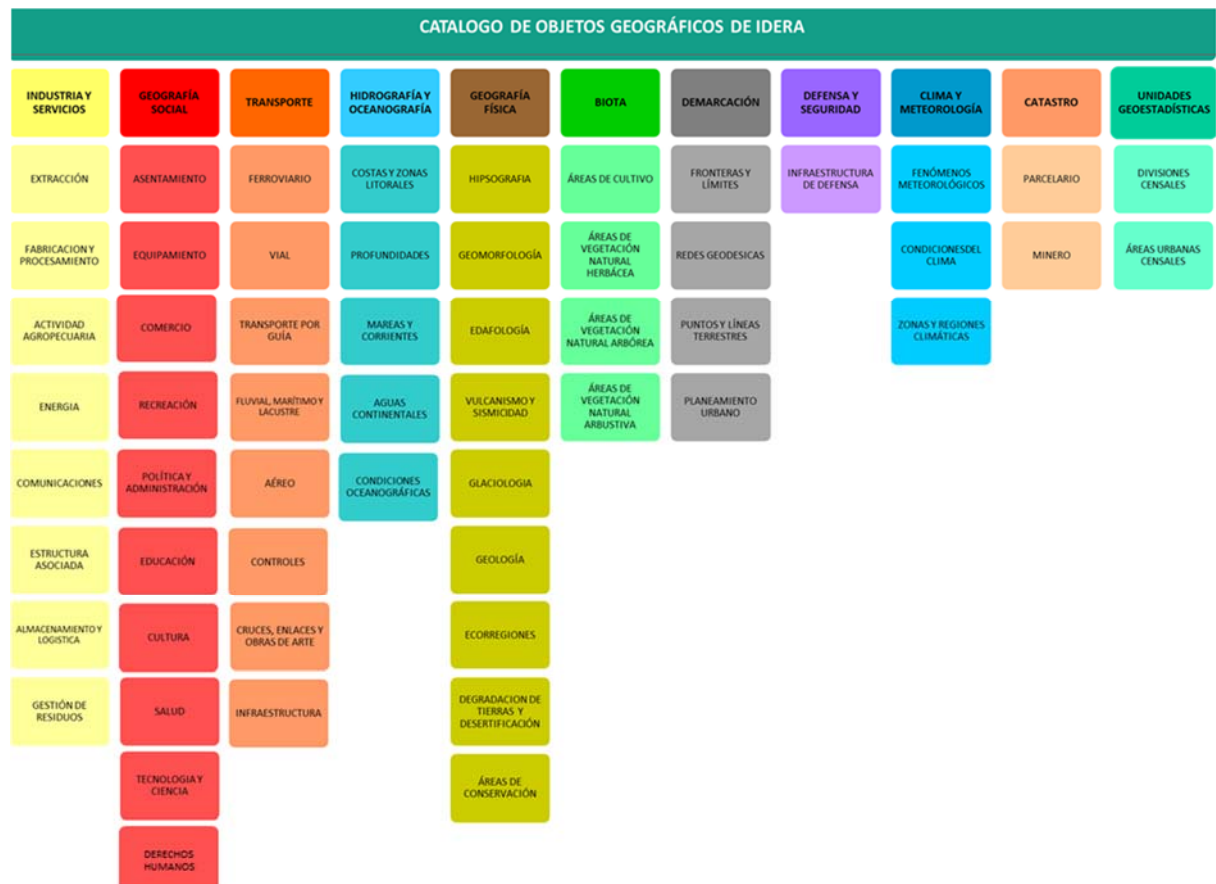 CATALOGO DE OBJETOS GEOGRÁFICOS DE IDERA
INDUSTRIA Y
SERVICIOS
EXTRACCIÓN
FABRICACION Y
PROCESAMIENTO
ACTIVIDAD
AGROPECUARIA
ENERGIA
COMUNICACIONES
ESTRUCTURA
ASOCIADA
ALMACENAMIENTO Y
LOGISTICA
GESTIÓN DE
RESIDUOS
GEOGRAFÍA
SOCIAL
ASENTAMIENTO
EQUIPAMIENTO
COMERCIO
RECREACIÓN
POLÍTICA Y
ADMINISTRACIÓN
EDUCACIÓN
CULTURA
SALUD
TECNOLOGIA Y
CIENCIA
DERECHOS
HUMANOS
TRANSPORTE
FERROVIARIO
VIAL
TRANSPORTE POR
GUÍA
FLUVIAL, MARÍTIMO Y
LACUSTRE
AÉREO
CONTROLES
CRUCES, ENLACES Y
OBRAS DE ARTE
INFRAESTRUCTURA
HIDROGRAFÍA Y
OCEANOGRAFÍA
COSTAS Y ZONAS
LITORALES
PROFUNDIDADES
MAREAS Y
CORRIENTES
AGUAS
CONTINENTALES
CONDICIONES
OCEANOGRÁFICAS
GEOGRAFÍA
FÍSICA
HIPSOGRAFIA
GEOMORFOLOGÍA
EDAFOLOGÍA
VULCANISMO Y
SISMICIDAD
GLACIOLOGIA
GEOLOGÍA
ECORREGIONES
DEGRADACION DE
TIERRAS Y
DESERTIFICACIÓN
ÁREAS DE
CONSERVACIÓN
BIOTA
ÁREAS DE CULTIVO
ÁREAS DE
VEGETACIÓN
NATURAL
HERBÁCEA
ÁREAS DE
VEGETACIÓN
NATURAL ARBÓREA
ÁREAS DE
VEGETACIÓN
NATURAL
ARBUSTIVA
DEMARCACIÓN
FRONTERAS Y
LÍMITES
REDES GEODESICAS
PUNTOS Y LÍNEAS
TERRESTRES
PLANEAMIENTO
URBANO
DEFENSA Y
SEGURIDAD
INFRAESTRUCTURA
DE DEFENSA
CLIMA Y
METEOROLOGÍA
FENÓMENOS
METEOROLÓGICOS
CONDICIONESDEL
CLIMA
ZONAS Y REGIONES
CLIMÁTICAS
CATASTRO
PARCELARIO
MINERO
UNIDADES
GEOESTADÍSTICAS
DIVISIONES
CENSALES
ÁREAS URBANAS
CENSALES